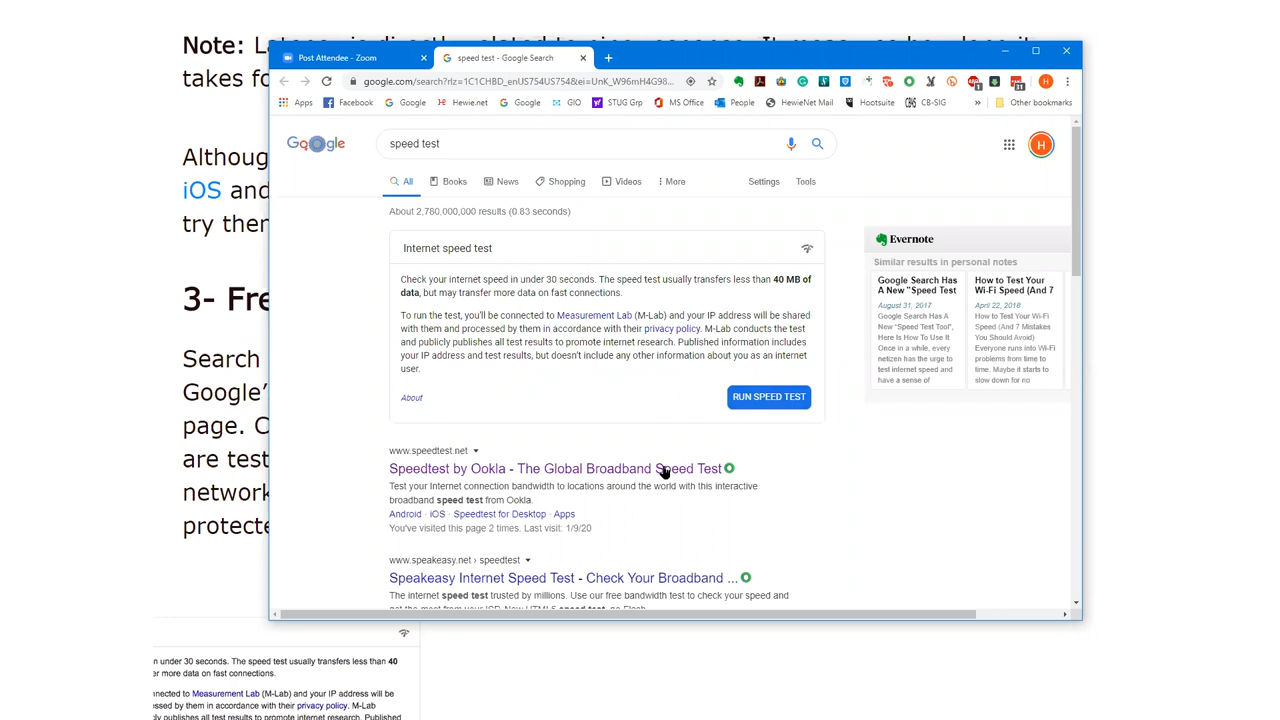 Note:
takes fo
Althoug
iOS and
try then
3- Fre
Search
Google'
page. C
are test
network
protecte
Post Attendee - Zoom
speed test - Google Search
google.com/search?rlz=1C1CHBD_enUS754US754&ei=UnK_W96mH4G98...
Apps
Facebook
Google
Hewie.net
Google
GIO
STUG Grp
MS Office
People
HewieNet Mail
Hootsuite
CB-SIG
»
Other bookmarks
Google
speed test
H
All
Books
News
Shopping
Videos
More
Settings
Tools
About 2,780,000,000 results (0.83 seconds)
Internet speed test
Check your internet speed in under 30 seconds. The speed test usually transfers less than 40 MB of
data, but may transfer more data on fast connections.
To run the test, you'll be connected to Measurement Lab (M-Lab) and your IP address will be shared
with them and processed by them in accordance with their privacy policy. M-Lab conducts the test
and publicly publishes all test results to promote internet research. Published information includes
your IP address and test results, but doesn't include any other information about you as an internet
user.
About
RUN SPEED TEST
Evernote
Similar results in personal notes
Google Search Has
A New "Speed Test
August 31, 2017
Google Search Has A
New "Speed Test Tool",
Here Is How To Use It
Once in a while, every
netizen has the urge to
test internet speed and
have a sense of
How to Test Your
Wi-Fi Speed (And 7
April 22, 2016
How to Test Your Wi-Fi
Speed (And 7 Mistakes
You Should Avoid)
Everyone runs into Wi-Fi
problems from time to
time. Maybe it starts to
slow down for no
www.speedtest.net
Speedtest by Ookla - The Global Broadband Speed Test
Test your Internet connection bandwidth to locations around the world with this interactive
broadband speed test from Ookla.
Android · iOS · Speedtest for Desktop · Apps
You've visited this page 2 times. Last visit: 1/9/20
www.speakeasy.net › speedtest
Speakeasy Internet Speed Test - Check Your Broadband ...
The internet speed test trusted by millions. Use our free bandwidth test to check your speed and
n under 30 seconds. The speed test usually transfers less than 40
er more data on fast connections.
nnected to Measurement Lab (M-Lab) and your IP address will be
ssed by them in accordance with their privacy policy. M-Lab
ly publishes all test results to promote internet research. Published